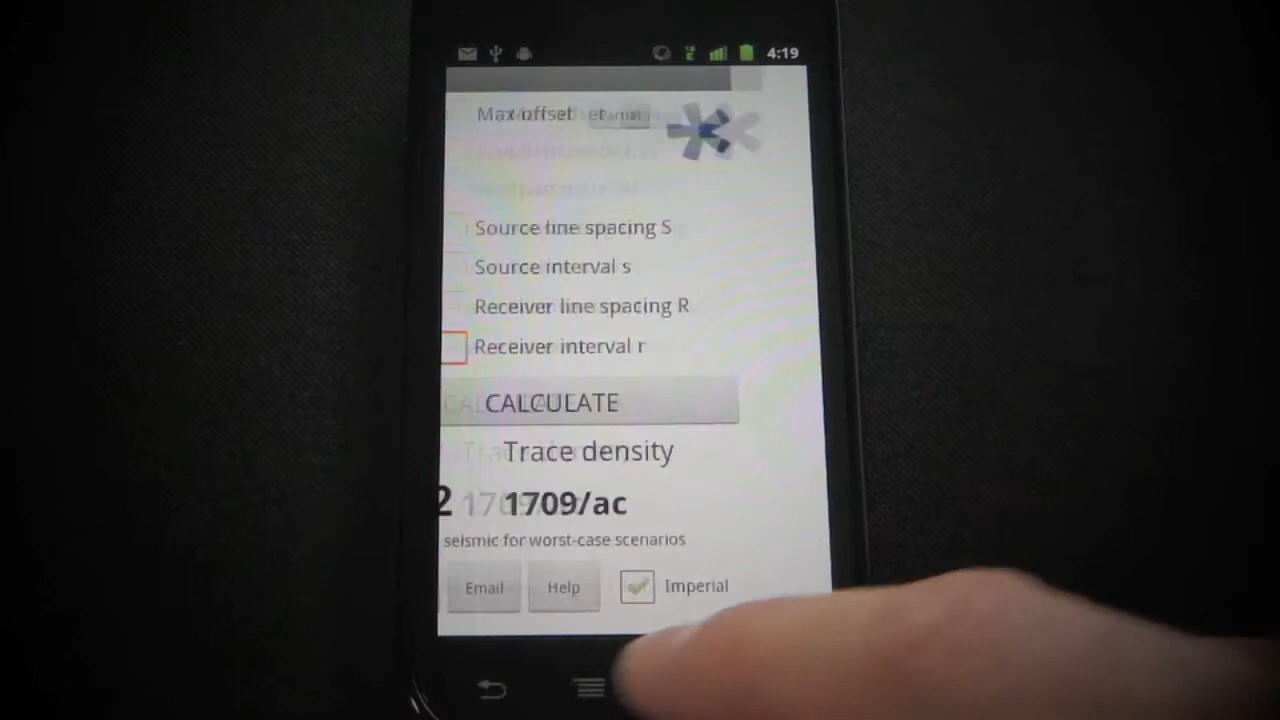 4:19
Max offset
Source line spacing S
Source interval s
Receiver line spacing R
Receiver interval r
CALCULATE
Trace density
2 1709/ac
seismic for worst-case scenarios
Email Help Imperial